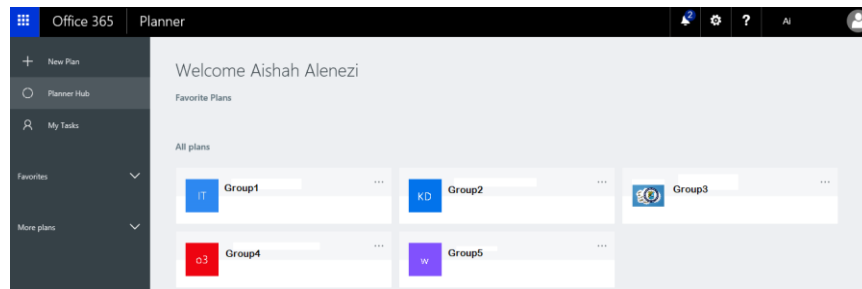 Office 365 Planner 2 ? Ai
New Plan
Planner Hub
My Tasks
Favorites
More plans
Welcome Aishah Alenezi
Favorite Plans
All plans
IT Group1 ...
KD Group2 ...
Group3 ...
o3 Group4 ...
w Group5 ...